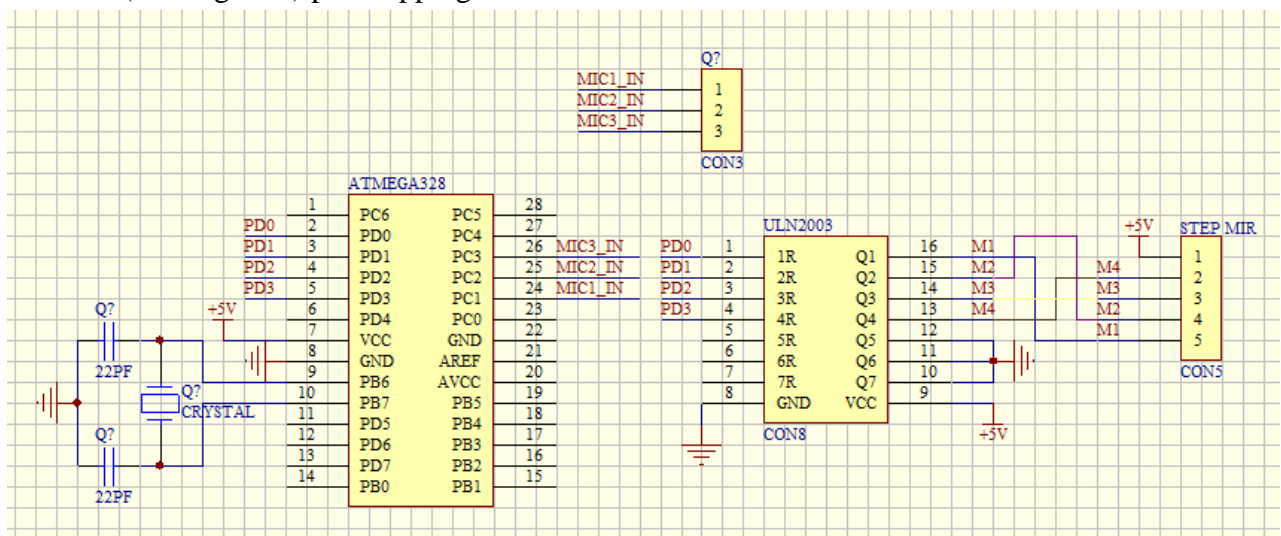 Q?
MIC1_IN
MIC2_IN
MIC3_IN
1
2
3
CON3
ATMEGA328
1 PC6 PC5 28
PD0 2 PD0 PC4 27
PD1 3 PD1 PC3 26 MIC3_IN
PD2 4 PD2 PC2 25 MIC2_IN
PD3 5 PD3 PC1 24 MIC1_IN
6 PD4 PC0 23
+5V 7 VCC GND 22
8 GND AREF 21
9 PB6 AVCC 20
10 PB7 PB5 19
11 PD5 PB4 18
12 PD6 PB3 17
13 PD7 PB2 16
14 PB0 PB1 15
Q?
22PF
Q?
CRYSTAL
Q?
22PF
ULN2003
PD0 1 1R Q1 16 M1
PD1 2 2R Q2 15 M2
PD2 3 3R Q3 14 M3
PD3 4 4R Q4 13 M4
5 5R Q5 12
6 6R Q6 11
7 7R Q7 10
8 GND VCC 9
CON8
+5V
+5V
STEP MIR
1
M4 2
M3 3
M2 4
M1 5
CON5